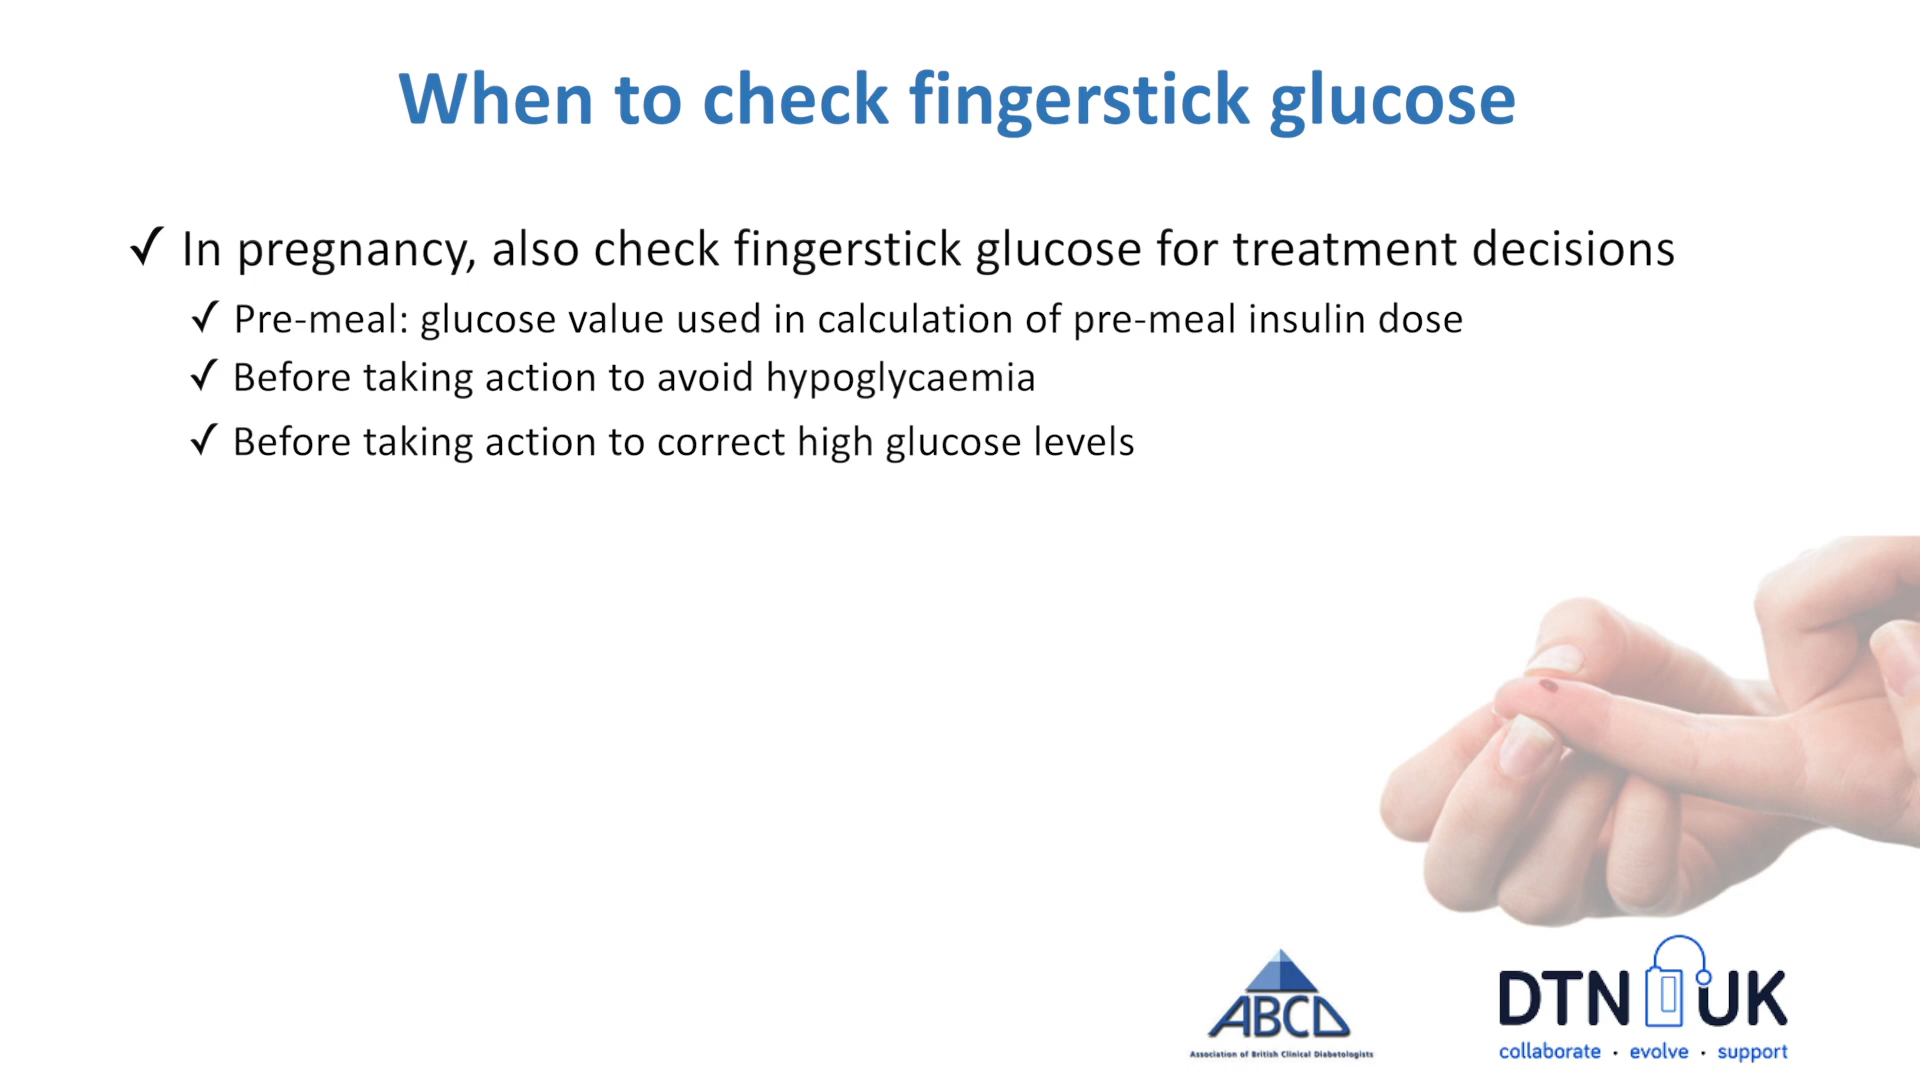 When to check fingerstick glucose
✓ In pregnancy, also check fingerstick glucose for treatment decisions
✓ Pre-meal: glucose value used in calculation of pre-meal insulin dose
✓ Before taking action to avoid hypoglycaemia
✓ Before taking action to correct high glucose levels
ABCD
Association of British Clinical Diabetologists
DTN UK
collaborate · evolve · support